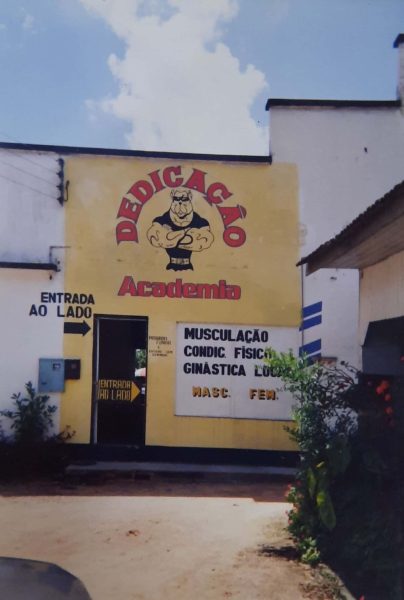 DEDICAÇÃO
Academia
ENTRADA
AO LADO
MUSCULAÇÃO
CONDIC. FÍSICO
GINÁSTICA
MASC. FEM.
ENTRADA
AO LADO